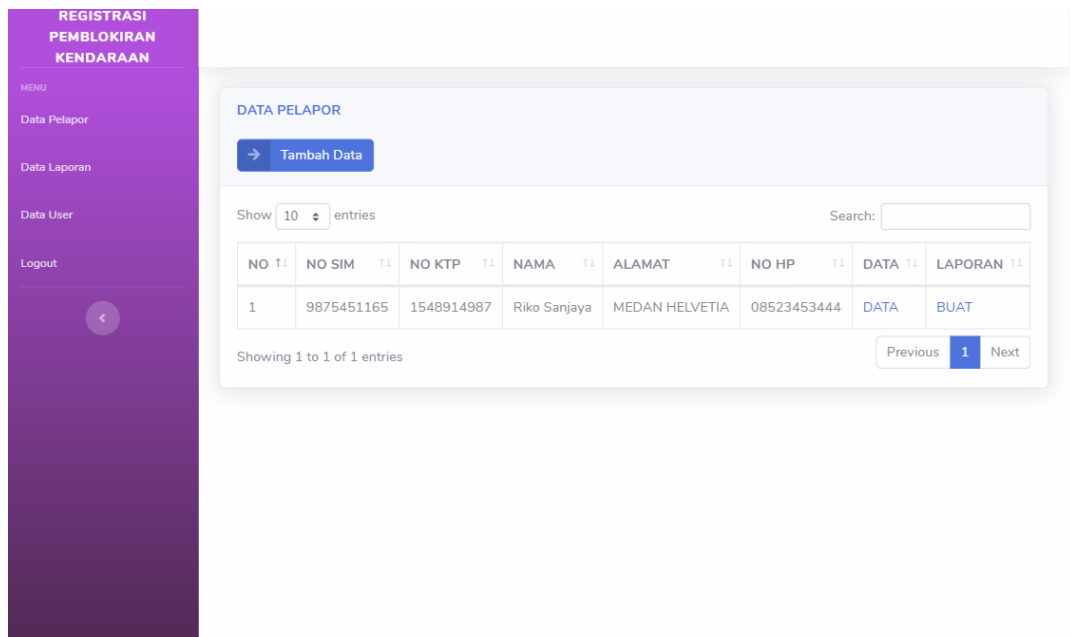 REGISTRASI
PEMBLOKIRAN
KENDARAAN
MENU
Data Pelapor
Data Laporan
Data User
Logout
DATA PELAPOR
Tambah Data
Show 10 entries
Search:
NO NO SIM NO KTP NAMA ALAMAT NO HP DATA LAPORAN
1 9875451165 1548914987 Riko Sanjaya MEDAN HELVETIA 08523453444 DATA BUAT
Showing 1 to 1 of 1 entries
Previous 1 Next